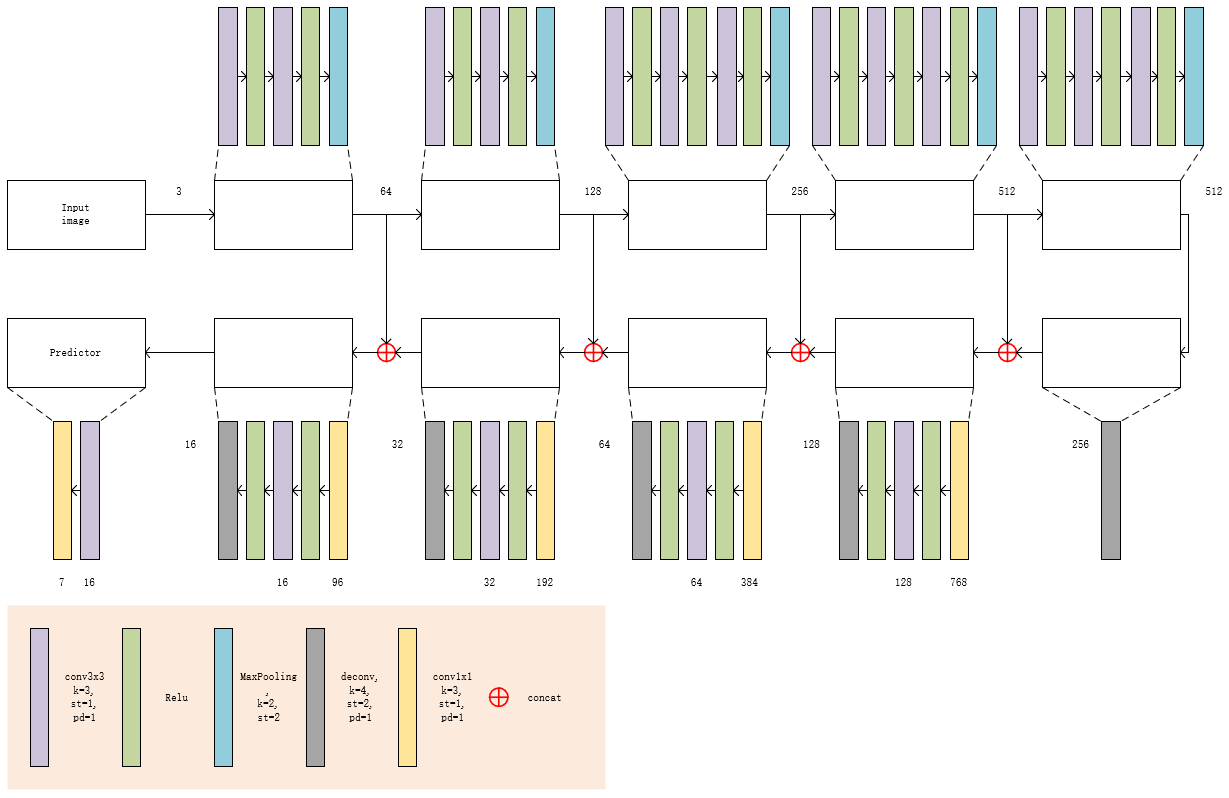 3
64
128
256
512
512
Input
image
Predictor
16
32
64
128
256
7
16
16
96
32
192
64
384
128
768
conv3x3
k=3,
st=1,
pd=1
Relu
MaxPooling
,
k=2,
st=2
deconv,
k=4,
st=2,
pd=1
conv1x1
k=3,
st=1,
pd=1
concat